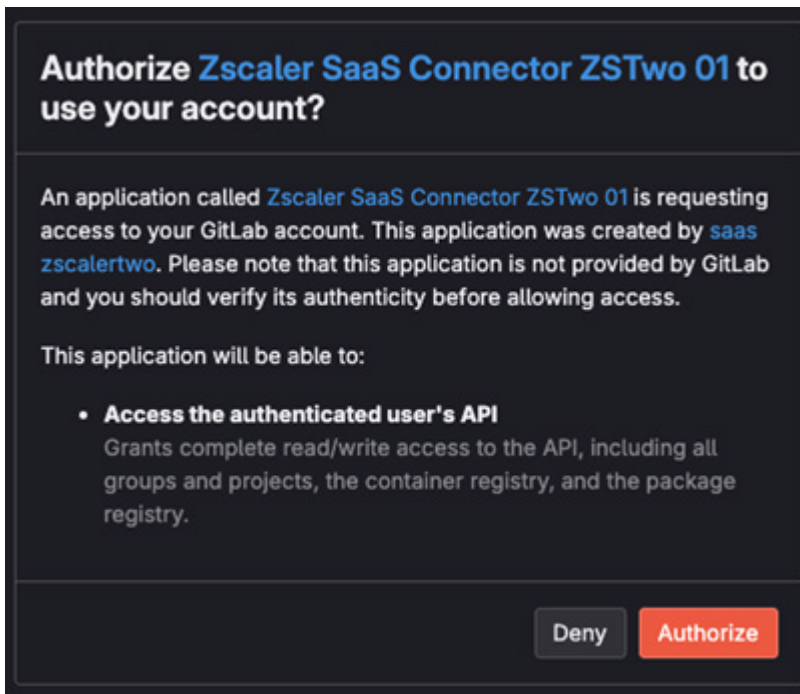 Authorize Zscaler SaaS Connector ZSTwo 01 to
use your account?
An application called Zscaler SaaS Connector ZSTwo 01 is requesting
access to your GitLab account. This application was created by saas
zscalertwo. Please note that this application is not provided by GitLab
and you should verify its authenticity before allowing access.
This application will be able to:
• Access the authenticated user's API
Grants complete read/write access to the API, including all
groups and projects, the container registry, and the package
registry.
Deny Authorize